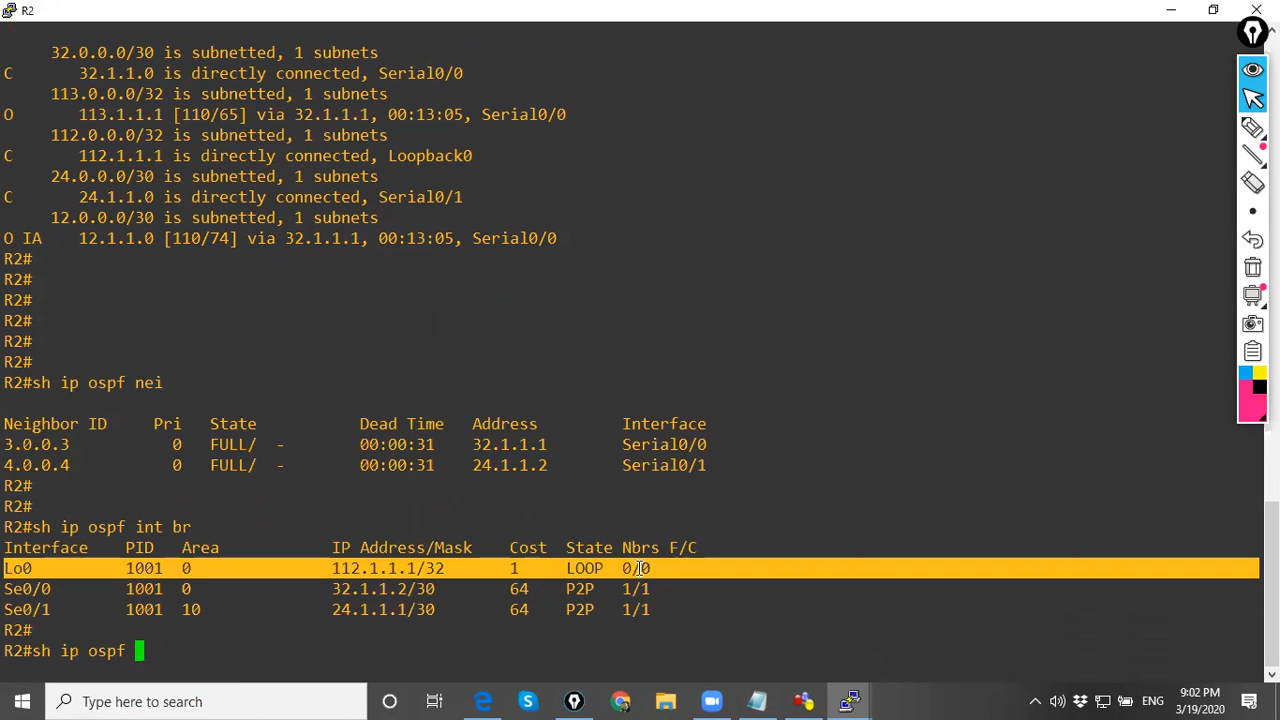 R2
32.0.0.0/30 is subnetted, 1 subnets
C 32.1.1.0 is directly connected, Serial0/0
113.0.0.0/32 is subnetted, 1 subnets
O 113.1.1.1 [110/65] via 32.1.1.1, 00:13:05, Serial0/0
112.0.0.0/32 is subnetted, 1 subnets
C 112.1.1.1 is directly connected, Loopback0
24.0.0.0/30 is subnetted, 1 subnets
C 24.1.1.0 is directly connected, Serial0/1
12.0.0.0/30 is subnetted, 1 subnets
O IA 12.1.1.0 [110/74] via 32.1.1.1, 00:13:05, Serial0/0
R2#
R2#
R2#
R2#
R2#
R2#
R2#sh ip ospf nei
Neighbor ID Pri State Dead Time Address Interface
3.0.0.3 0 FULL/ - 00:00:31 32.1.1.1 Serial0/0
4.0.0.4 0 FULL/ - 00:00:31 24.1.1.2 Serial0/1
R2#
R2#
R2#sh ip ospf int br
Interface PID Area IP Address/Mask Cost State Nbrs F/C
Lo0 1001 0 112.1.1.1/32 1 LOOP 0/0
Se0/0 1001 0 32.1.1.2/30 64 P2P 1/1
Se0/1 1001 10 24.1.1.1/30 64 P2P 1/1
R2#
R2#sh ip ospf
Type here to search
ENG
9:02 PM
3/19/2020